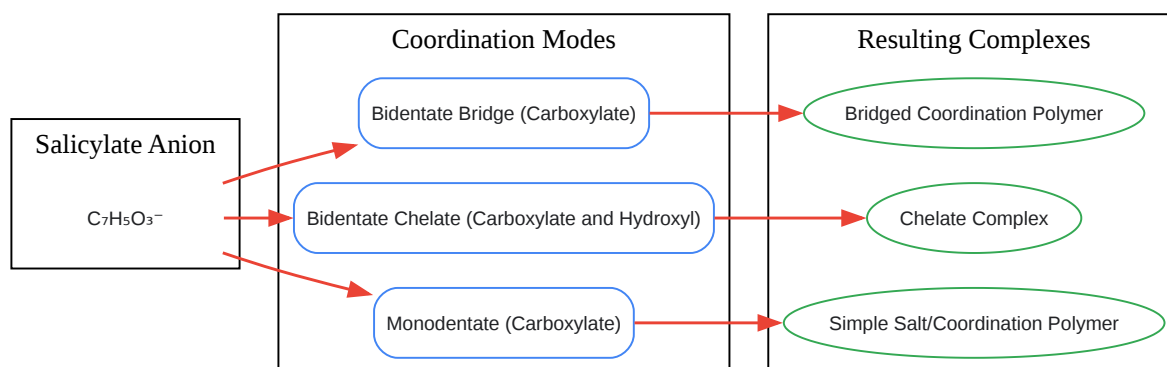 Salicylate Anion
C₇H₅O₃⁻
Coordination Modes
Bidentate Bridge (Carboxylate)
Bidentate Chelate (Carboxylate and Hydroxyl)
Monodentate (Carboxylate)
Resulting Complexes
Bridged Coordination Polymer
Chelate Complex
Simple Salt/Coordination Polymer